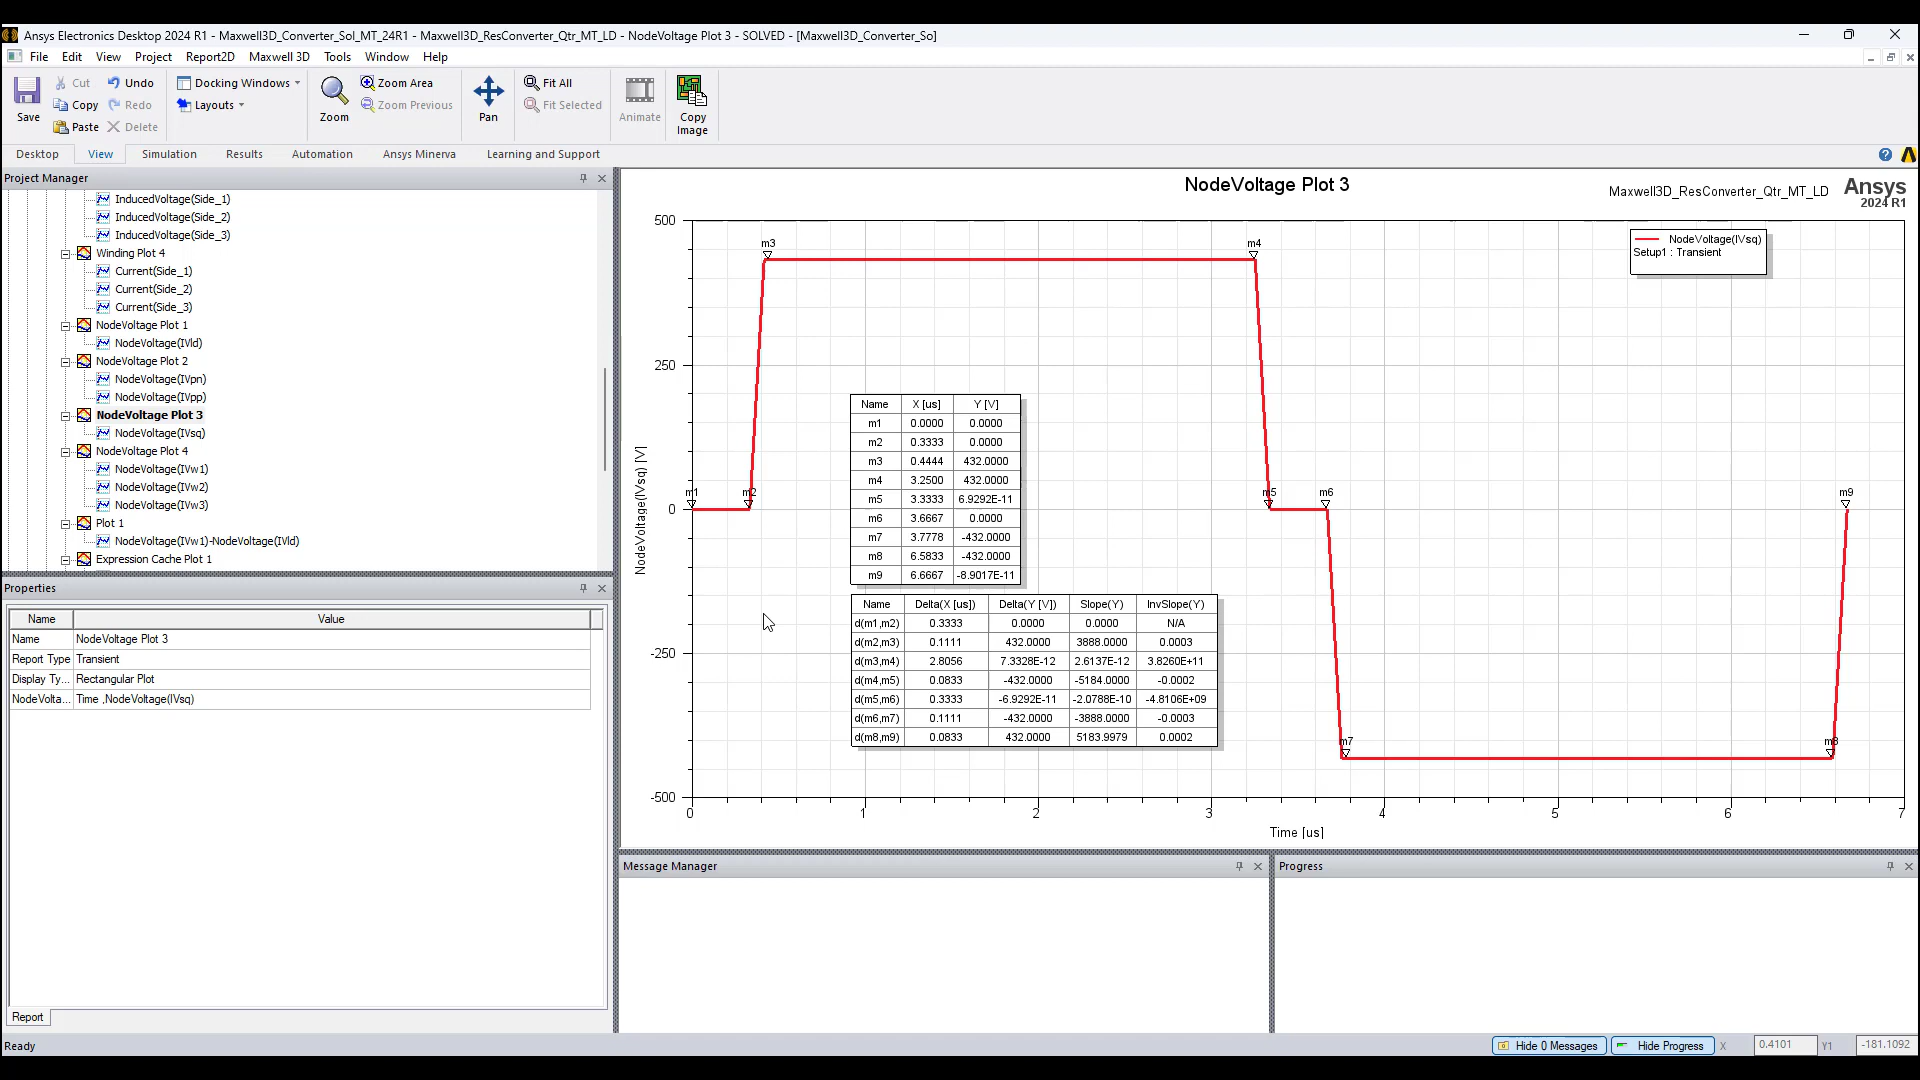 Ansys Electronics Desktop 2024 R1 - Maxwell3D_Converter_Sol_MT_24R1 - Maxwell3D_ResConverter_Qtr_MT_LD - NodeVoltage Plot 3 - SOLVED - [Maxwell3D_Converter_So]
File Edit View Project Report2D Maxwell 3D Tools Window Help
Save
Cut
Copy
Paste
Undo
Redo
Delete
Docking Windows
Layouts
Zoom
Zoom Area
Zoom Previous
Pan
Fit All
Fit Selected
Animate
Copy
Image
Desktop View Simulation Results Automation Ansys Minerva Learning and Support
Project Manager
InducedVoltage(Side_1)
InducedVoltage(Side_2)
InducedVoltage(Side_3)
Winding Plot 4
Current(Side_1)
Current(Side_2)
Current(Side_3)
NodeVoltage Plot 1
NodeVoltage(IVld)
NodeVoltage Plot 2
NodeVoltage(IVpn)
NodeVoltage(IVpp)
NodeVoltage Plot 3
NodeVoltage(IVsq)
NodeVoltage Plot 4
NodeVoltage(IVw1)
NodeVoltage(IVw2)
NodeVoltage(IVw3)
Plot 1
NodeVoltage(IVw1)-NodeVoltage(IVld)
Expression Cache Plot 1
Properties
Name Value
Name NodeVoltage Plot 3
Report Type Transient
Display Ty... Rectangular Plot
NodeVolta... Time ,NodeVoltage(IVsq)
Report
NodeVoltage Plot 3
Maxwell3D_ResConverter_Qtr_MT_LD
Ansys
2024 R1
NodeVoltage(IVsq)
Setup1 : Transient
NodeVoltage(IVsq) [V]
500
250
0
-250
-500
m1
m2
m3
m4
m5
m6
m7
m8
m9
Name X [us] Y [V]
m1 0.0000 0.0000
m2 0.3333 0.0000
m3 0.4444 432.0000
m4 3.2500 432.0000
m5 3.3333 6.9292E-11
m6 3.6667 0.0000
m7 3.7778 -432.0000
m8 6.5833 -432.0000
m9 6.6667 -8.9017E-11
Name Delta(X [us]) Delta(Y [V]) Slope(Y) InvSlope(Y)
d(m1,m2) 0.3333 0.0000 0.0000 N/A
d(m2,m3) 0.1111 432.0000 3888.0000 0.0003
d(m3,m4) 2.8056 7.3328E-12 2.6137E-12 3.8260E+11
d(m4,m5) 0.0833 -432.0000 -5184.0000 -0.0002
d(m5,m6) 0.3333 -6.9292E-11 -2.0788E-10 -4.8106E+09
d(m6,m7) 0.1111 -432.0000 -3888.0000 -0.0003
d(m8,m9) 0.0833 432.0000 5183.9979 0.0002
0 1 2 3 4 5 6 7
Time [us]
Message Manager
Progress
Ready
Hide 0 Messages
Hide Progress
X 0.4101 Y1 -181.1092